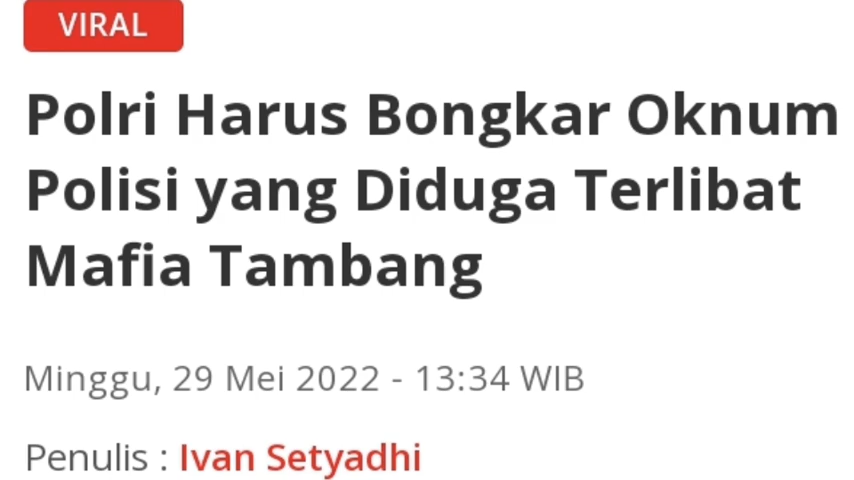 VIRAL
Polri Harus Bongkar Oknum
Polisi yang Diduga Terlibat
Mafia Tambang
Minggu, 29 Mei 2022 - 13:34 WIB
Penulis : Ivan Setyadhi